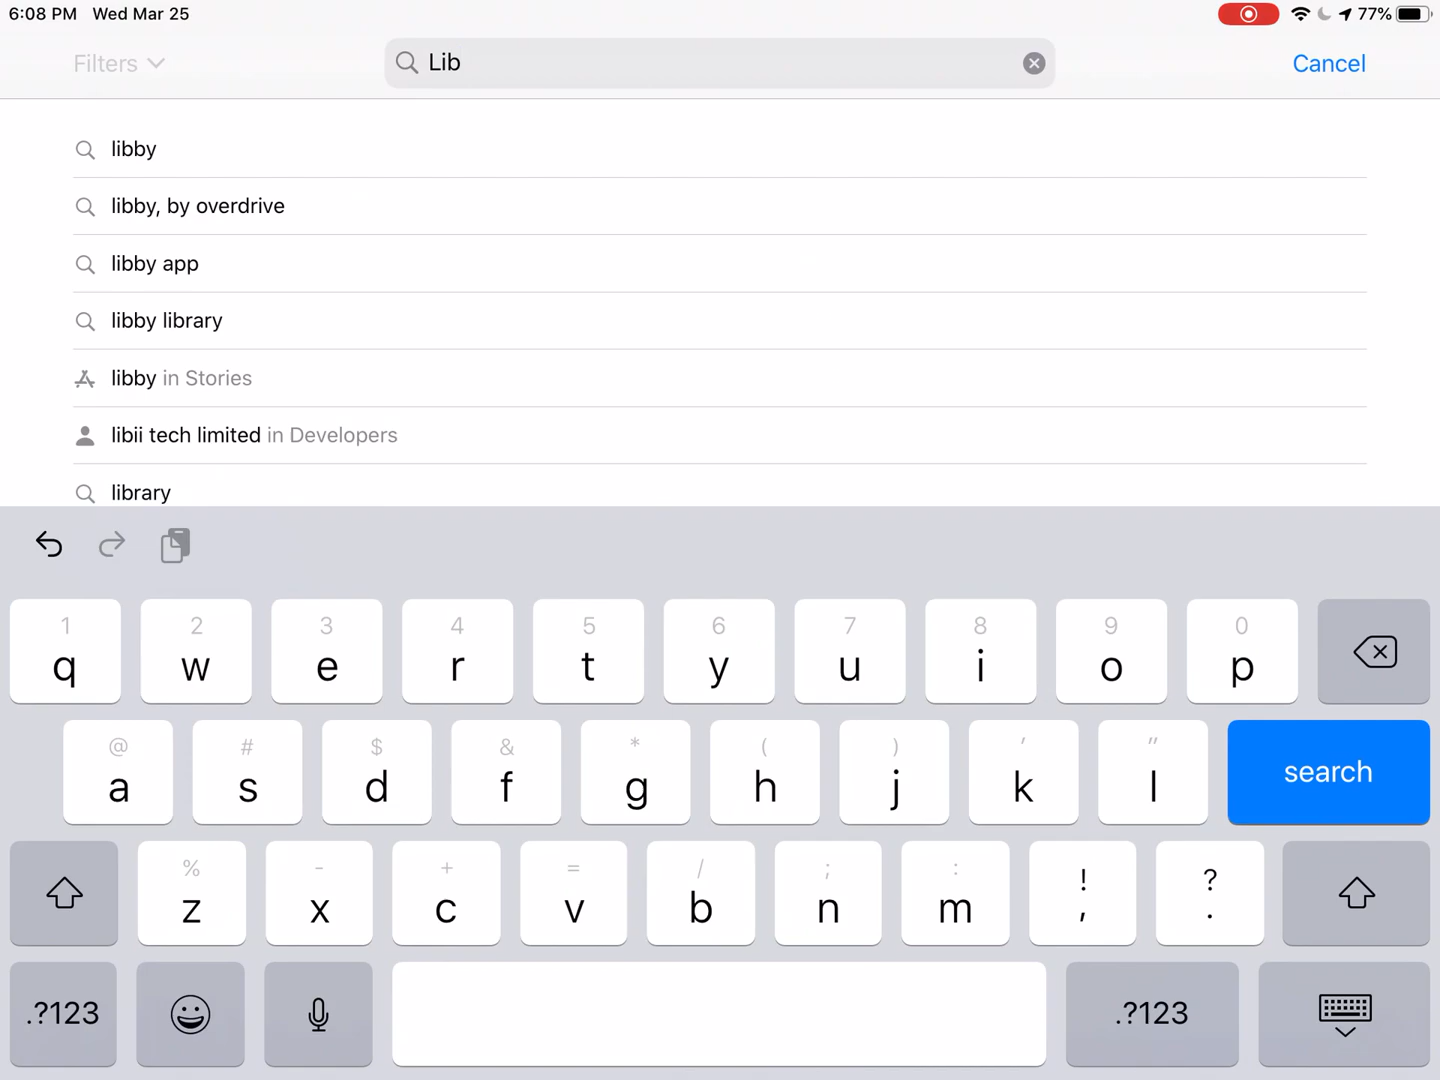 6:08 PM Wed Mar 25 77%
Filters Lib Cancel
libby
libby, by overdrive
libby app
libby library
libby in Stories
libii tech limited in Developers
library
1 2 3 4 5 6 7 8 9 0
q w e r t y u i o p
@ # $ & * ( ) ' "
a s d f g h j k l search
% - + = / ; : ! ?
z x c v b n m , .
.?123 .?123